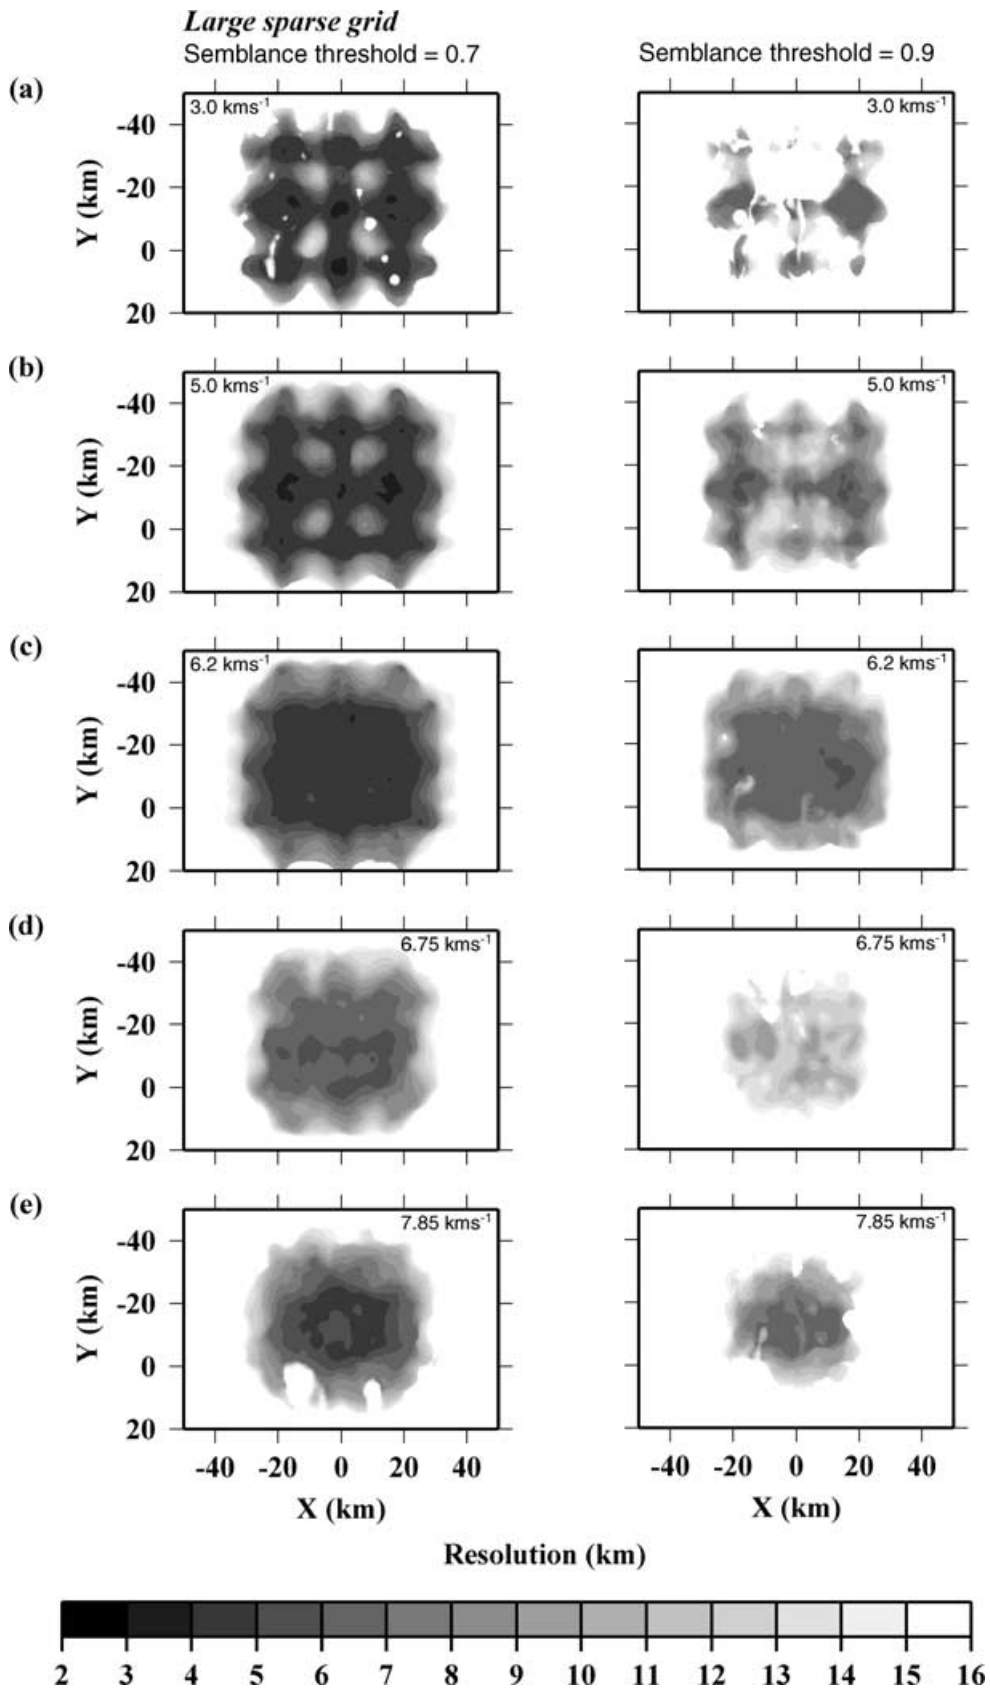 Large sparse grid
Semblance threshold = 0.7
Semblance threshold = 0.9
(a)
3.0 kms⁻¹
3.0 kms⁻¹
-40
-20
0
20
Y (km)
(b)
5.0 kms⁻¹
5.0 kms⁻¹
-40
-20
0
20
Y (km)
(c)
6.2 kms⁻¹
6.2 kms⁻¹
-40
-20
0
20
Y (km)
(d)
6.75 kms⁻¹
6.75 kms⁻¹
-40
-20
0
20
Y (km)
(e)
7.85 kms⁻¹
7.85 kms⁻¹
-40
-20
0
20
Y (km)
-40 -20 0 20 40
-40 -20 0 20 40
X (km)
X (km)
Resolution (km)
2 3 4 5 6 7 8 9 10 11 12 13 14 15 16